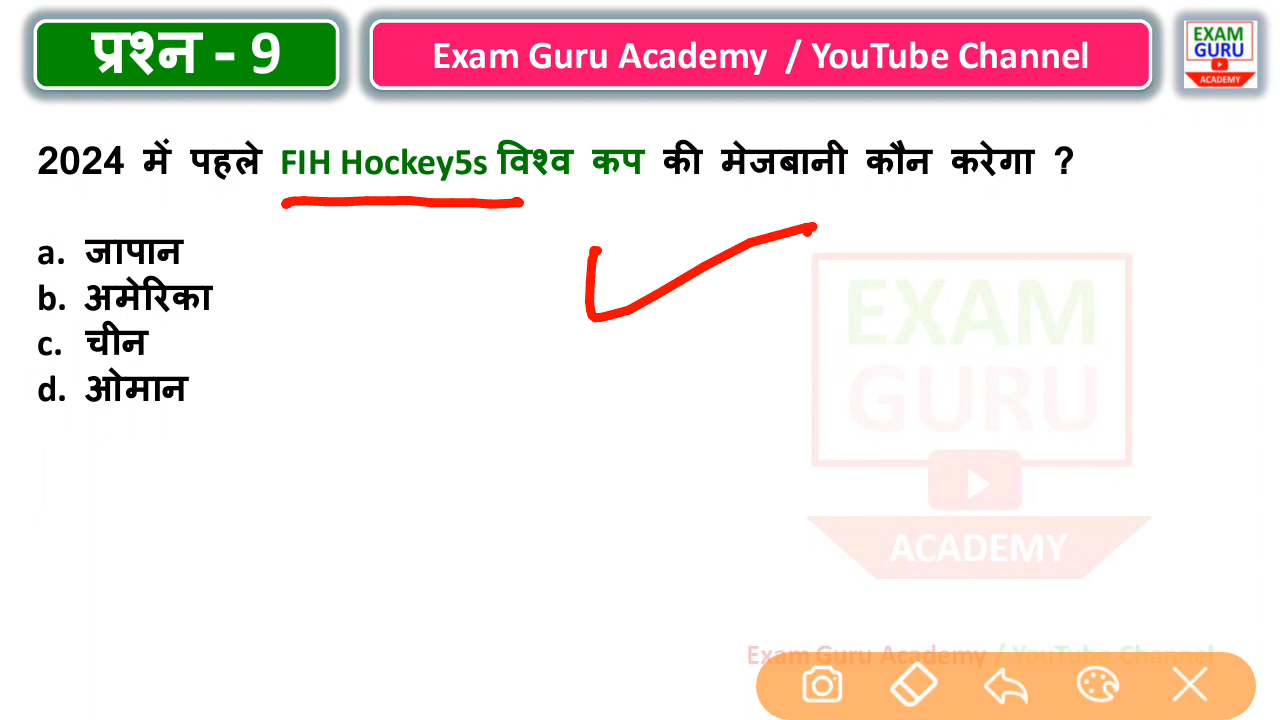 प्रश्न - 9
Exam Guru Academy / YouTube Channel
EXAM
GURU
ACADEMY
2024 में पहले FIH Hockey5s विश्व कप की मेजबानी कौन करेगा ?
a. जापान
b. अमेरिका
c. चीन
d. ओमान
EXAM
GURU
ACADEMY
Exam Guru Academy / YouTube Channel